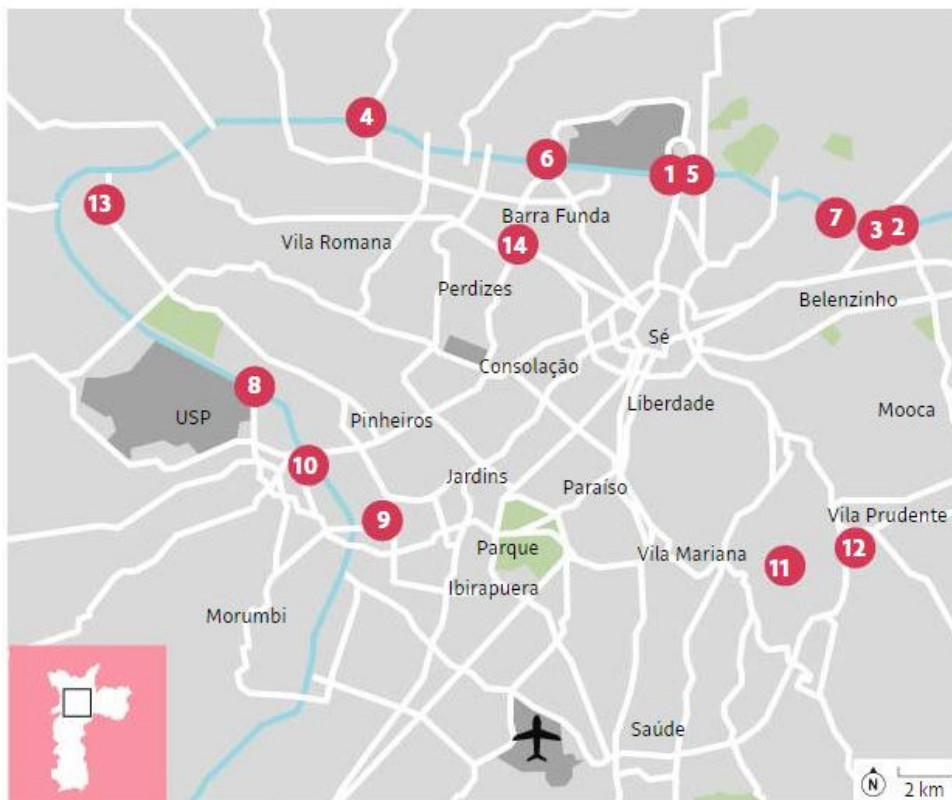 4
6
1
5
13
Barra Funda
7
3
2
Vila Romana
14
Perdizes
Belenzinho
Sé
Consolação
8
USP
Pinheiros
Liberdade
Mooca
10
Jardins
Paraíso
9
Vila Prudente
Parque
Ibirapuera
Vila Mariana
11
12
Morumbi
Saúde
N
2 km